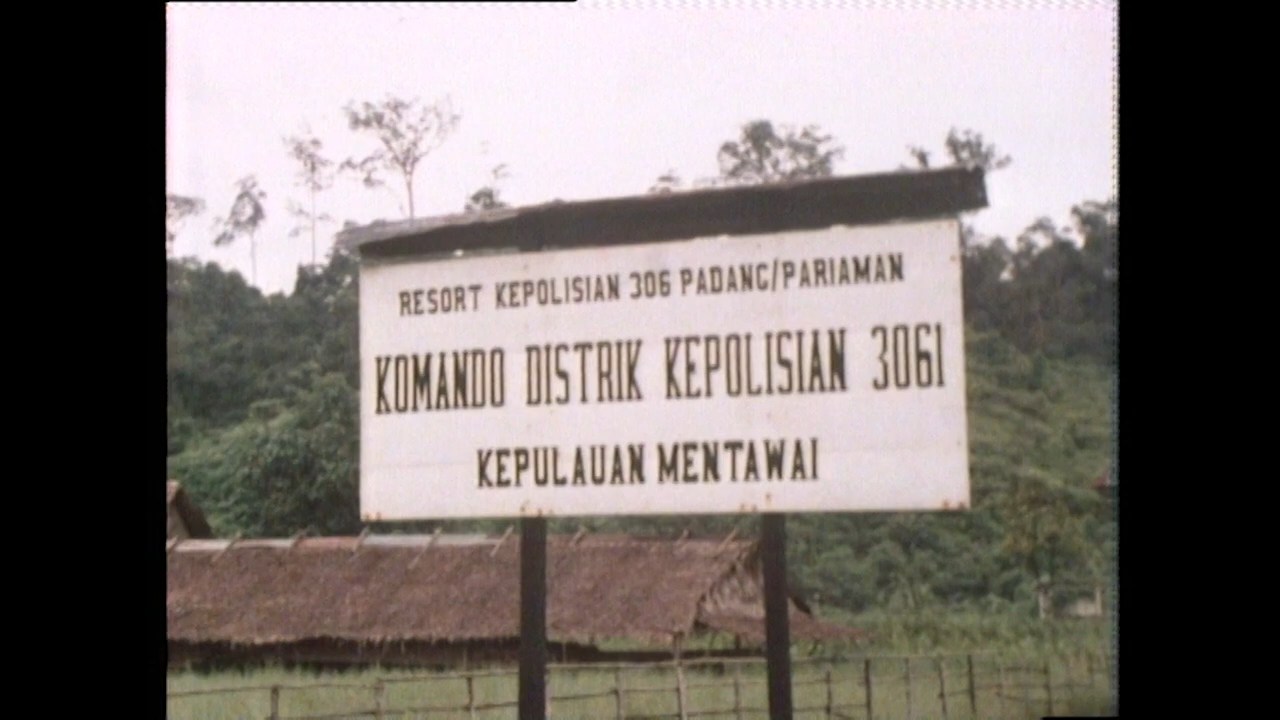 RESORT KEPOLISIAN 306 PADANG/PARIAMAN
KOMANDO DISTRIK KEPOLISIAN 3061
KEPULAUAN MENTAWAI